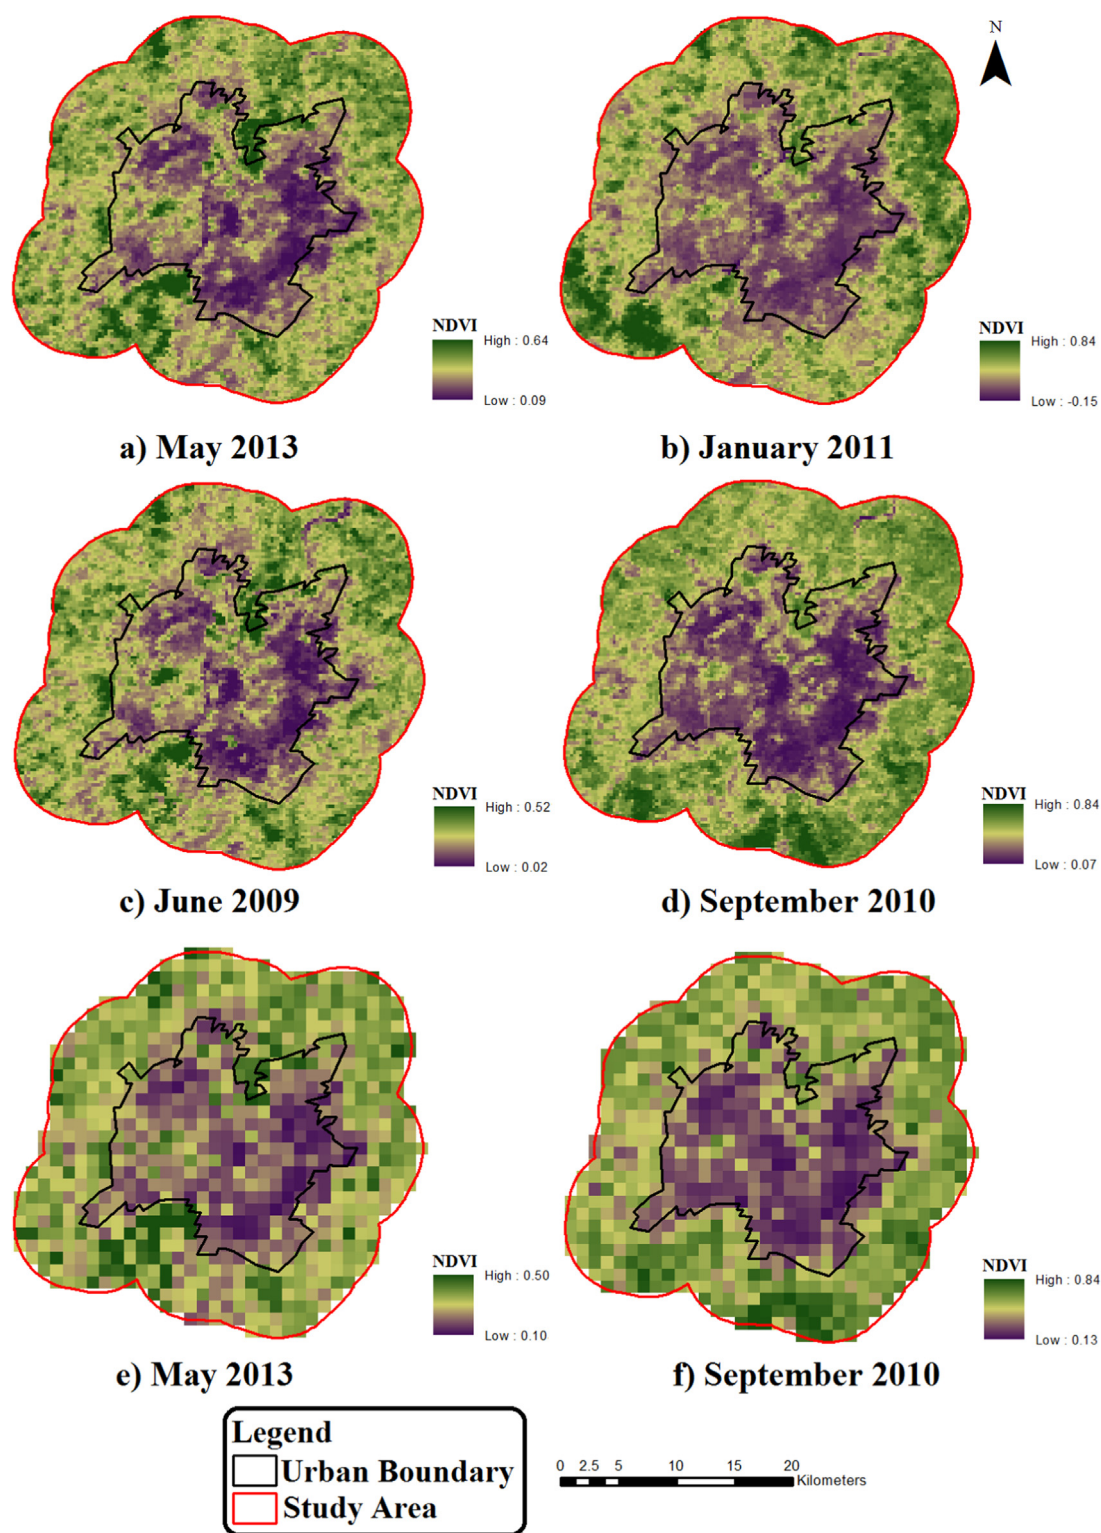 N
NDVI
High : 0.64
Low : 0.09
NDVI
High : 0.84
Low : -0.15
a) May 2013
b) January 2011
NDVI
High : 0.52
Low : 0.02
NDVI
High : 0.84
Low : 0.07
c) June 2009
d) September 2010
NDVI
High : 0.50
Low : 0.10
NDVI
High : 0.84
Low : 0.13
e) May 2013
f) September 2010
Legend
Urban Boundary
Study Area
0 2.5 5 10 15 20
Kilometers